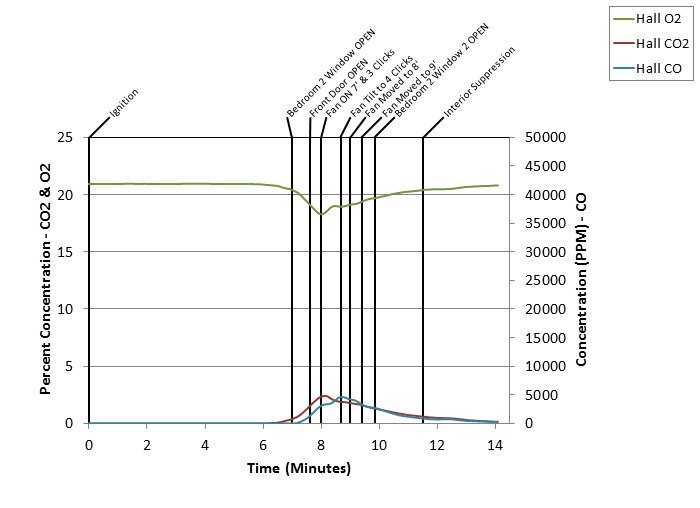 Hall O2
Hall CO2
Hall CO
Ignition
Bedroom 2 Window OPEN
Front Door OPEN
Fan ON 7' & 3 Clicks
Fan Tilt to 4 Clicks
Fan Moved to 8'
Fan Moved to 9'
Bedroom 2 Window 2 OPEN
Interior Suppression
Percent Concentration - CO2 & O2
25
20
15
10
5
0
50000
45000
40000
35000
30000
25000
20000
15000
10000
5000
0
Concentration (PPM) - CO
0 2 4 6 8 10 12 14
Time (Minutes)